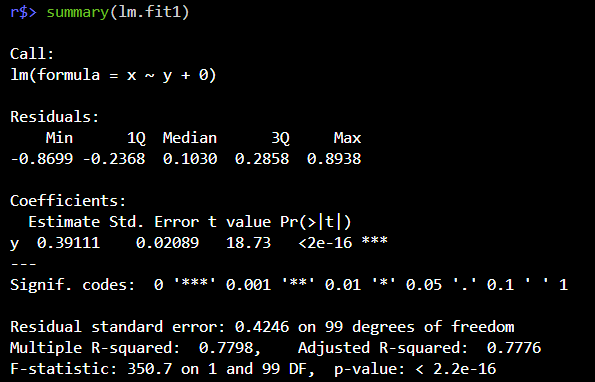 r$> summary(lm.fit1)
Call:
lm(formula = x ~ y + 0)
Residuals:
    Min      1Q  Median      3Q     Max
-0.8699 -0.2368  0.1030  0.2858  0.8938
Coefficients:
  Estimate Std. Error t value Pr(>|t|)
y  0.39111    0.02089   18.73   <2e-16 ***
---
Signif. codes:  0 '***' 0.001 '**' 0.01 '*' 0.05 '.' 0.1 ' ' 1
Residual standard error: 0.4246 on 99 degrees of freedom
Multiple R-squared:  0.7798,    Adjusted R-squared:  0.7776
F-statistic: 350.7 on 1 and 99 DF,  p-value: < 2.2e-16